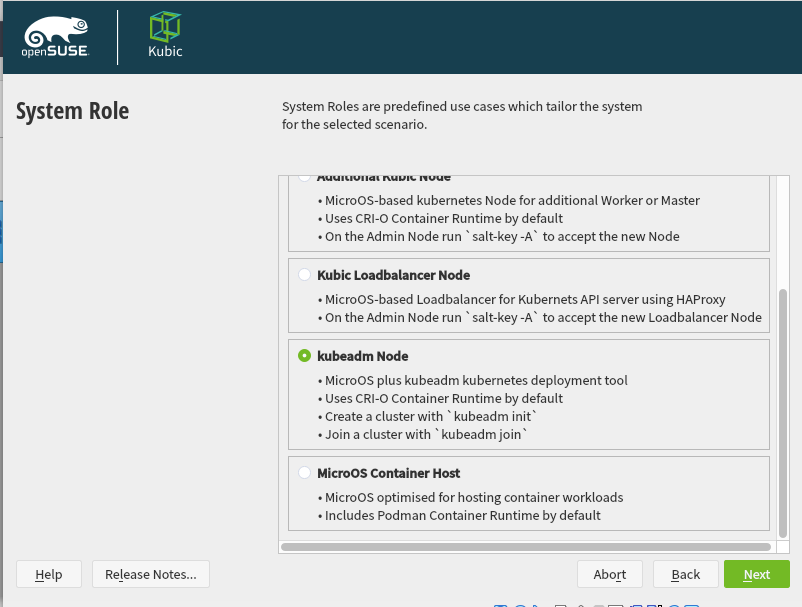 openSUSE.
Kubic
System Role
System Roles are predefined use cases which tailor the system
for the selected scenario.
Additional Kubic Node
• MicroOS-based kubernetes Node for additional Worker or Master
• Uses CRI-O Container Runtime by default
• On the Admin Node run `salt-key -A` to accept the new Node
Kubic Loadbalancer Node
• MicroOS-based Loadbalancer for Kubernets API server using HAProxy
• On the Admin Node run `salt-key -A` to accept the new Loadbalancer Node
kubeadm Node
• MicroOS plus kubeadm kubernetes deployment tool
• Uses CRI-O Container Runtime by default
• Create a cluster with `kubeadm init`
• Join a cluster with `kubeadm join`
MicroOS Container Host
• MicroOS optimised for hosting container workloads
• Includes Podman Container Runtime by default
Help
Release Notes...
Abort
Back
Next